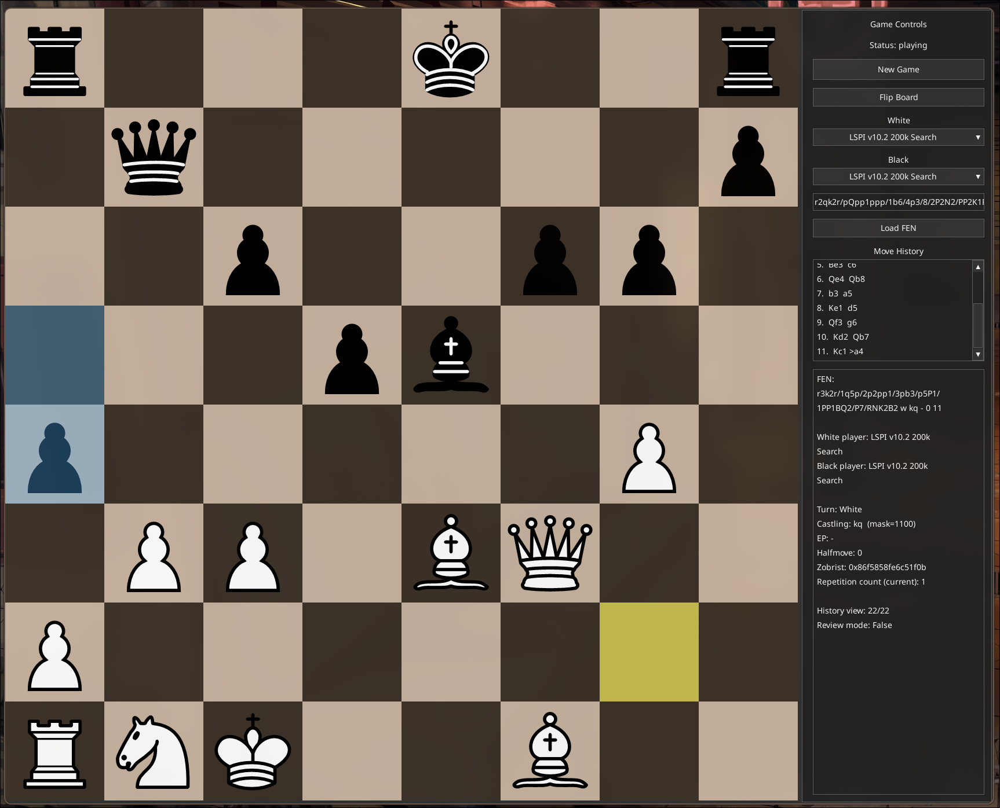 Game Controls
Status: playing
New Game
Flip Board
White
LSPI v10.2 200k Search ▼
Black
LSPI v10.2 200k Search ▼
r2qk2r/pQpp1ppp/1b6/4p3/8/2P2N2/PP2K1
Load FEN
Move History
5. Be3 c6
6. Qe4 Qb8
7. b3 a5
8. Ke1 d5
9. Qf3 g6
10. Kd2 Qb7
11. Kc1 >a4
FEN:
r3k2r/1q5p/2p2pp1/3pb3/p5P1/
1PP1BQ2/P7/RNK2B2 w kq - 0 11
White player: LSPI v10.2 200k
Search
Black player: LSPI v10.2 200k
Search
Turn: White
Castling: kq (mask=1100)
EP: -
Halfmove: 0
Zobrist: 0x86f5858fe6c51f0b
Repetition count (current): 1
History view: 22/22
Review mode: False